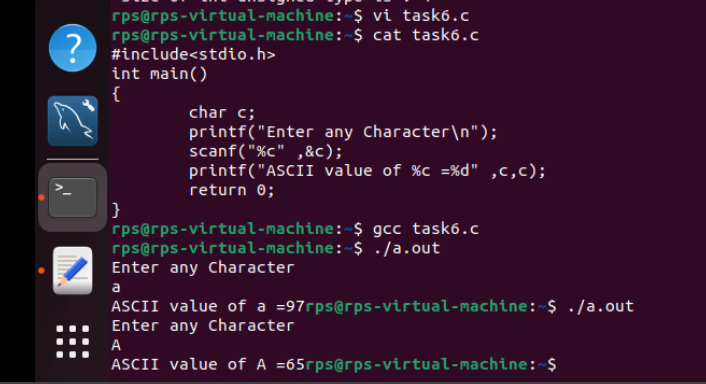 rps@rps-virtual-machine:~$ vi task6.c
rps@rps-virtual-machine:~$ cat task6.c
#include<stdio.h>
int main()
{
        char c;
        printf("Enter any Character\n");
        scanf("%c" ,&c);
        printf("ASCII value of %c =%d" ,c,c);
        return 0;
}
rps@rps-virtual-machine:~$ gcc task6.c
rps@rps-virtual-machine:~$ ./a.out
Enter any Character
a
ASCII value of a =97rps@rps-virtual-machine:~$ ./a.out
Enter any Character
A
ASCII value of A =65rps@rps-virtual-machine:~$